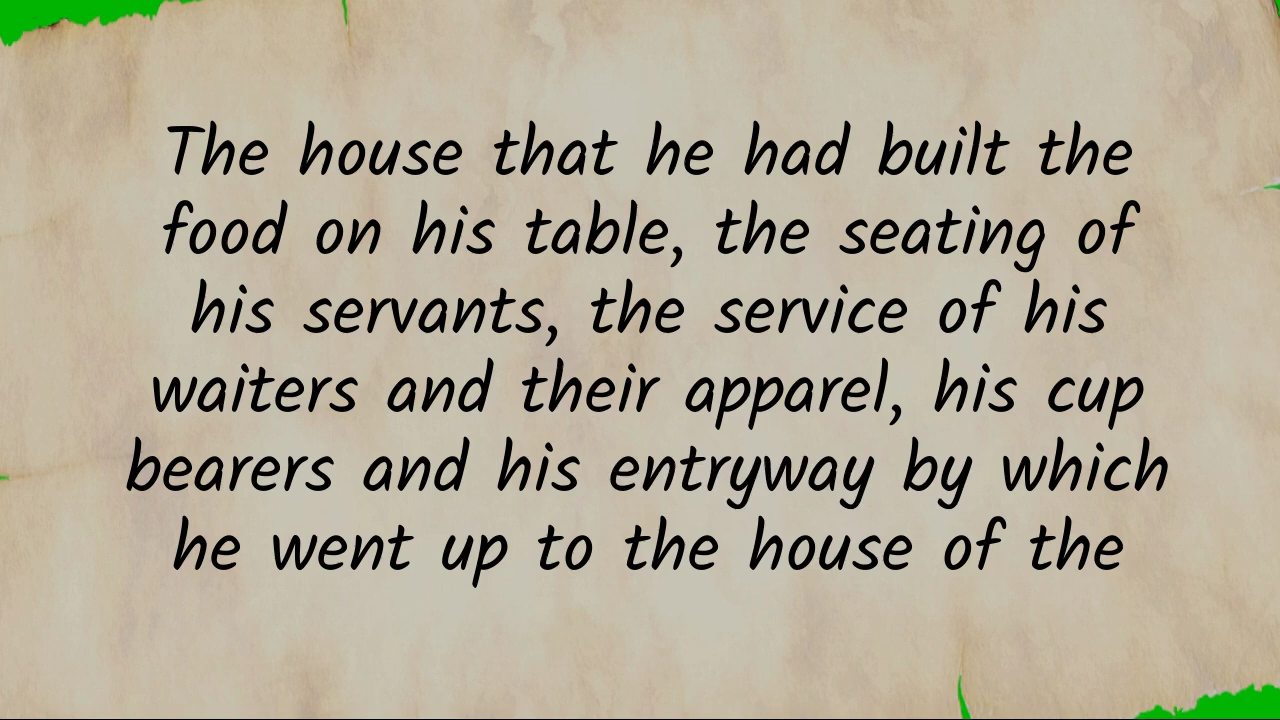 The house that he had built the
food on his table, the seating of
his servants, the service of his
waiters and their apparel, his cup
bearers and his entryway by which
he went up to the house of the